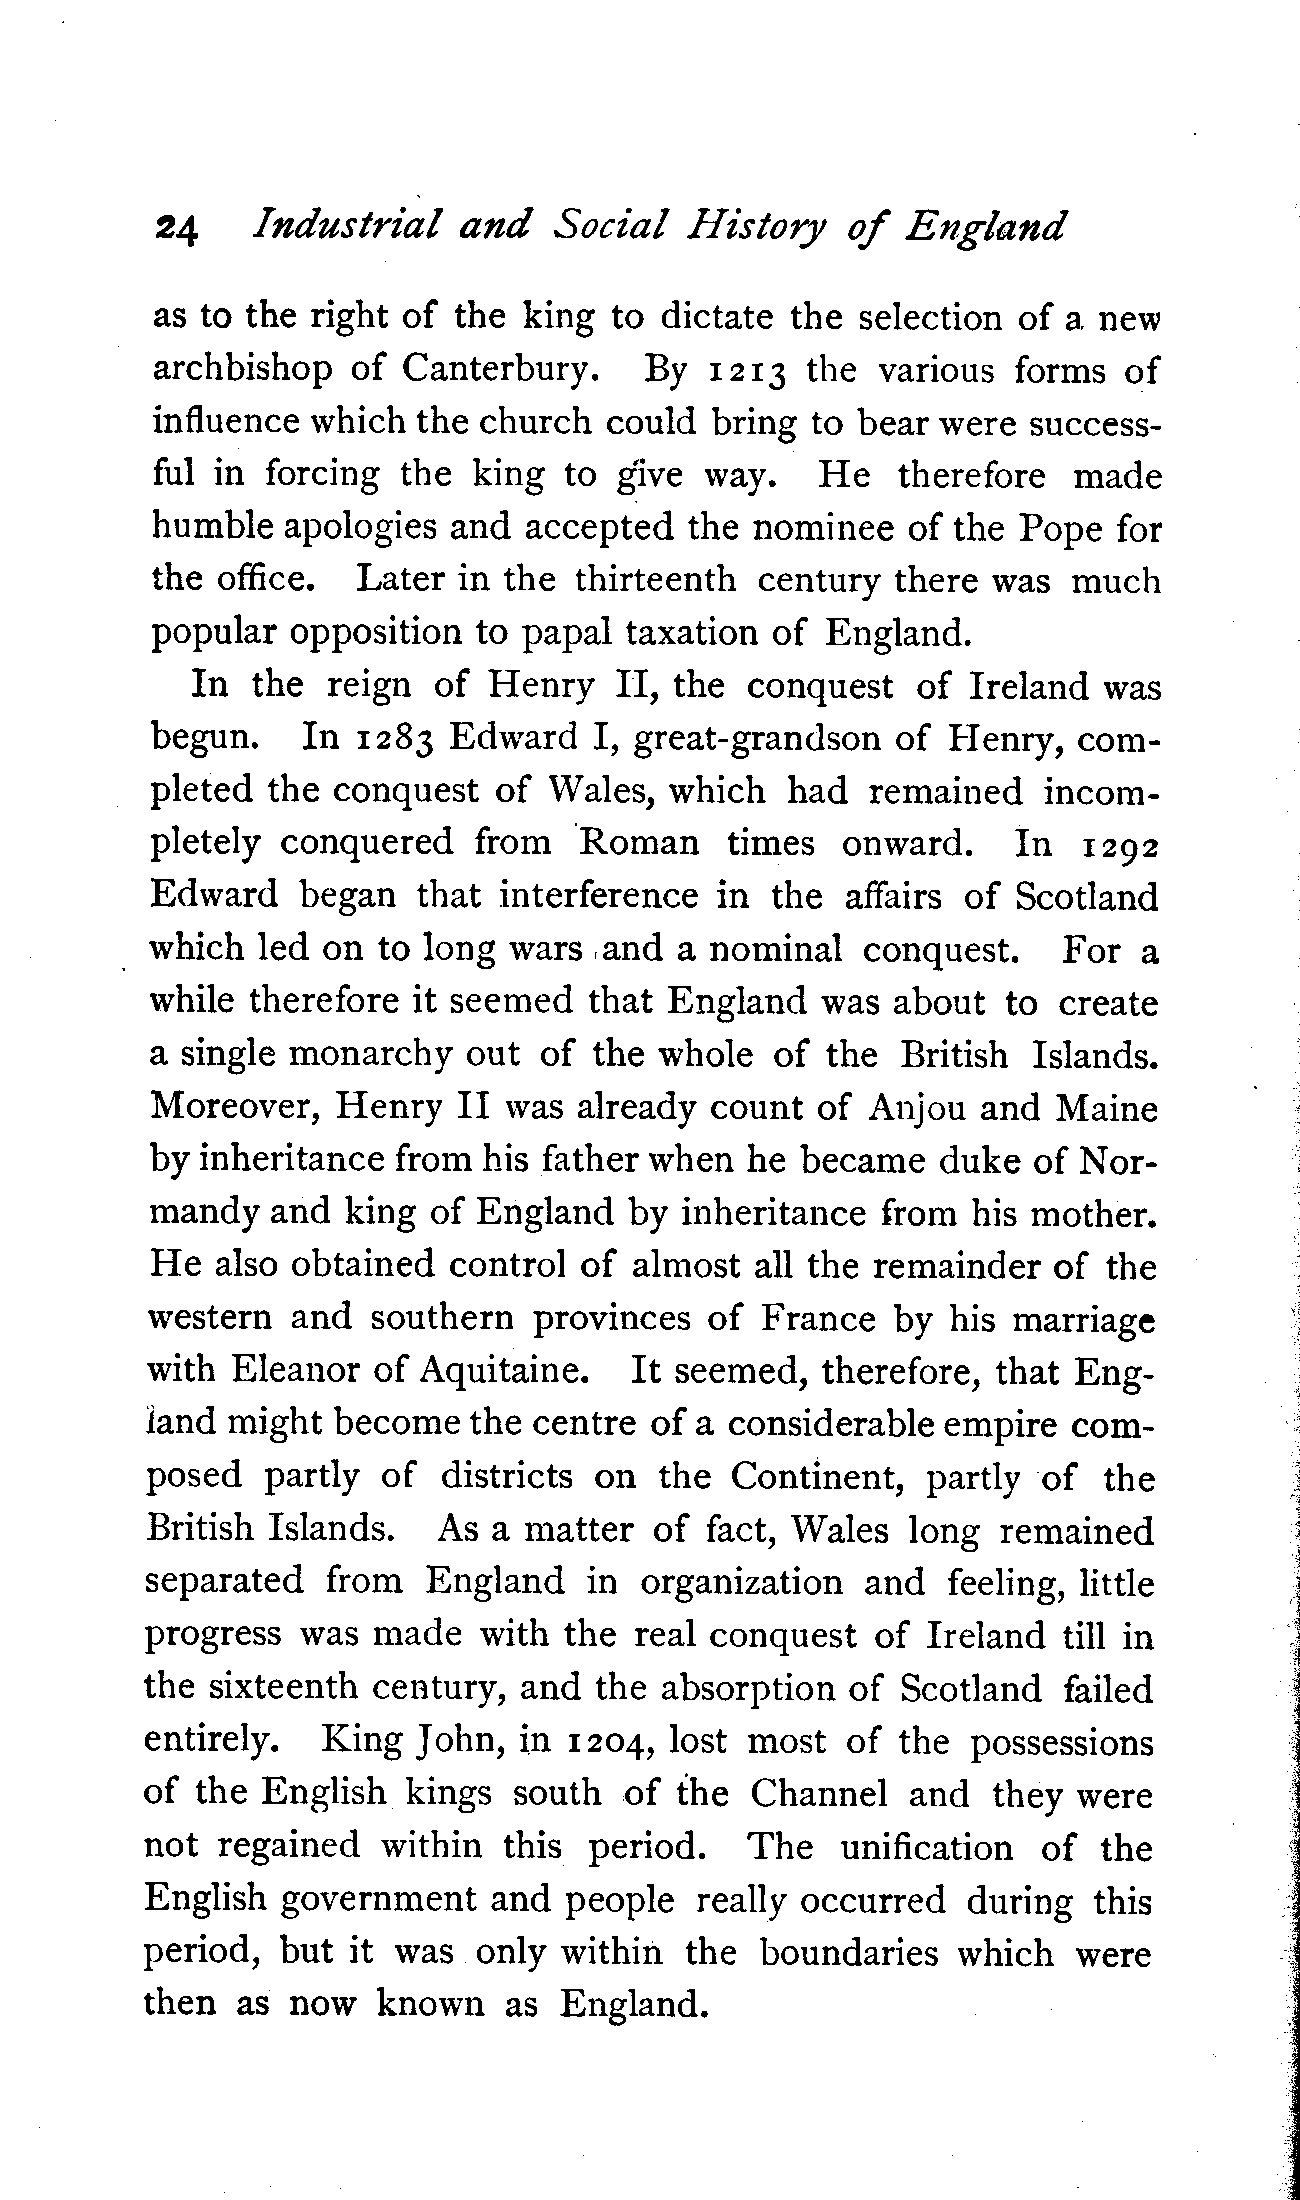 24 Industrial and Social History of England
as to the right of the king to dictate the selection of a new
archbishop of Canterbury. By 1213 the various forms of
influence which the church could bring to bear were success-
ful in forcing the king to give way. He therefore made
humble apologies and accepted the nominee of the Pope for
the office. Later in the thirteenth century there was much
popular opposition to papal taxation of England.
In the reign of Henry II, the conquest of Ireland was
begun. In 1283 Edward I, great-grandson of Henry, com-
pleted the conquest of Wales, which had remained incom-
pletely conquered from Roman times onward. In 1292
Edward began that interference in the affairs of Scotland
which led on to long wars and a nominal conquest. For a
while therefore it seemed that England was about to create
a single monarchy out of the whole of the British Islands.
Moreover, Henry II was already count of Anjou and Maine
by inheritance from his father when he became duke of Nor-
mandy and king of England by inheritance from his mother.
He also obtained control of almost all the remainder of the
western and southern provinces of France by his marriage
with Eleanor of Aquitaine. It seemed, therefore, that Eng-
land might become the centre of a considerable empire com-
posed partly of districts on the Continent, partly of the
British Islands. As a matter of fact, Wales long remained
separated from England in organization and feeling, little
progress was made with the real conquest of Ireland till in
the sixteenth century, and the absorption of Scotland failed
entirely. King John, in 1204, lost most of the possessions
of the English kings south of the Channel and they were
not regained within this period. The unification of the
English government and people really occurred during this
period, but it was only within the boundaries which were
then as now known as England.